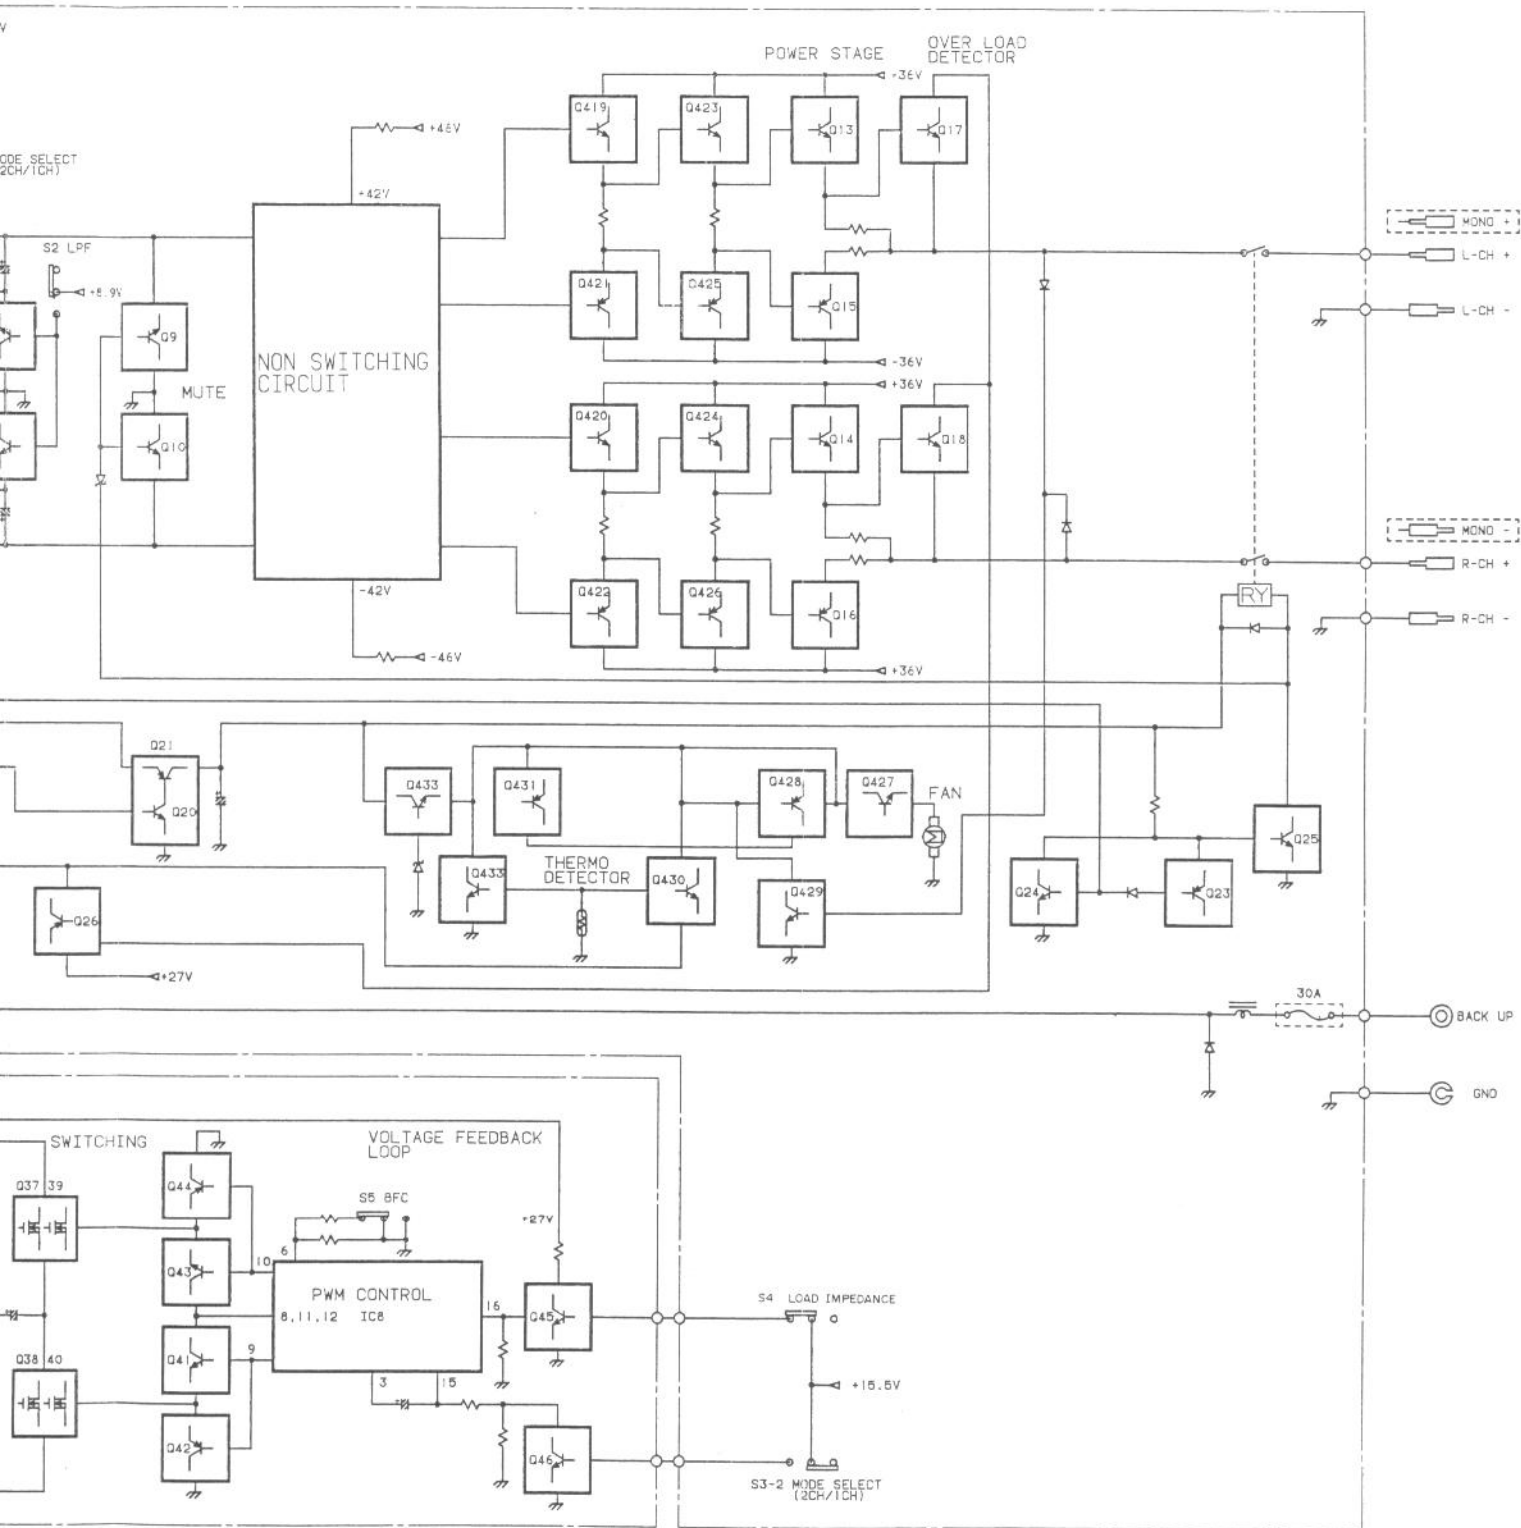 V
POWER STAGE
OVER LOAD
DETECTOR
+36V
Q419
Q423
Q13
Q17
+46V
ODE SELECT
2CH/1CH)
+42V
MONO +
S2 LPF
L-CH +
+8.9V
Q421
Q425
Q15
L-CH -
Q9
NON SWITCHING
CIRCUIT
-36V
MUTE
+36V
Q420
Q424
Q14
Q18
Q10
MONO -
R-CH +
-42V
Q422
Q426
Q16
RY
R-CH -
-46V
+36V
Q21
Q20
Q433
Q431
Q428
Q427
FAN
Q25
THERMO
DETECTOR
Q433
Q430
Q429
Q24
Q23
Q26
+27V
30A
BACK UP
GND
SWITCHING
VOLTAGE FEEDBACK
LOOP
Q37 39
Q44
S5 BFC
+27V
6
Q43
10
PWM CONTROL
8,11,12 IC8
16
Q45
S4 LOAD IMPEDANCE
Q38 40
Q41
9
3
15
+15.5V
Q42
Q46
S3-2 MODE SELECT
(2CH/1CH)